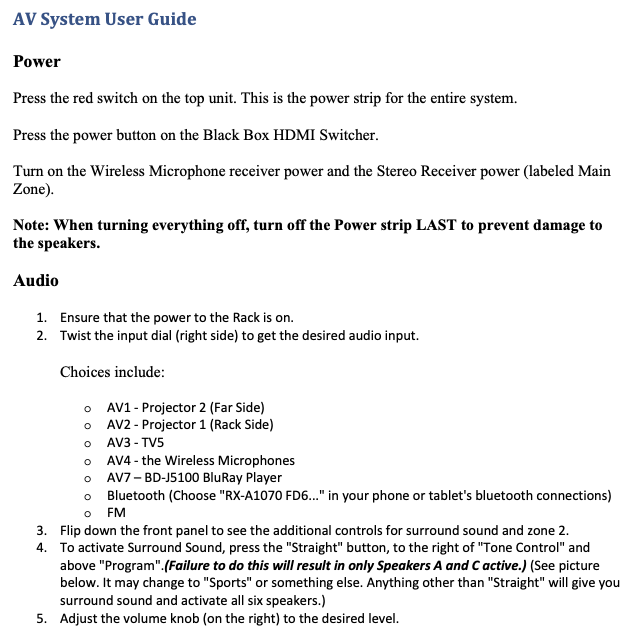 AV System User Guide
Power
Press the red switch on the top unit. This is the power strip for the entire system.
Press the power button on the Black Box HDMI Switcher.
Turn on the Wireless Microphone receiver power and the Stereo Receiver power (labeled Main
Zone).
Note: When turning everything off, turn off the Power strip LAST to prevent damage to
the speakers.
Audio
1. Ensure that the power to the Rack is on.
2. Twist the input dial (right side) to get the desired audio input.
Choices include:
o AV1 - Projector 2 (Far Side)
o AV2 - Projector 1 (Rack Side)
o AV3 - TV5
o AV4 - the Wireless Microphones
o AV7 – BD-J5100 BluRay Player
o Bluetooth (Choose "RX-A1070 FD6..." in your phone or tablet's bluetooth connections)
o FM
3. Flip down the front panel to see the additional controls for surround sound and zone 2.
4. To activate Surround Sound, press the "Straight" button, to the right of "Tone Control" and
above "Program".(Failure to do this will result in only Speakers A and C active.) (See picture
below. It may change to "Sports" or something else. Anything other than "Straight" will give you
surround sound and activate all six speakers.)
5. Adjust the volume knob (on the right) to the desired level.